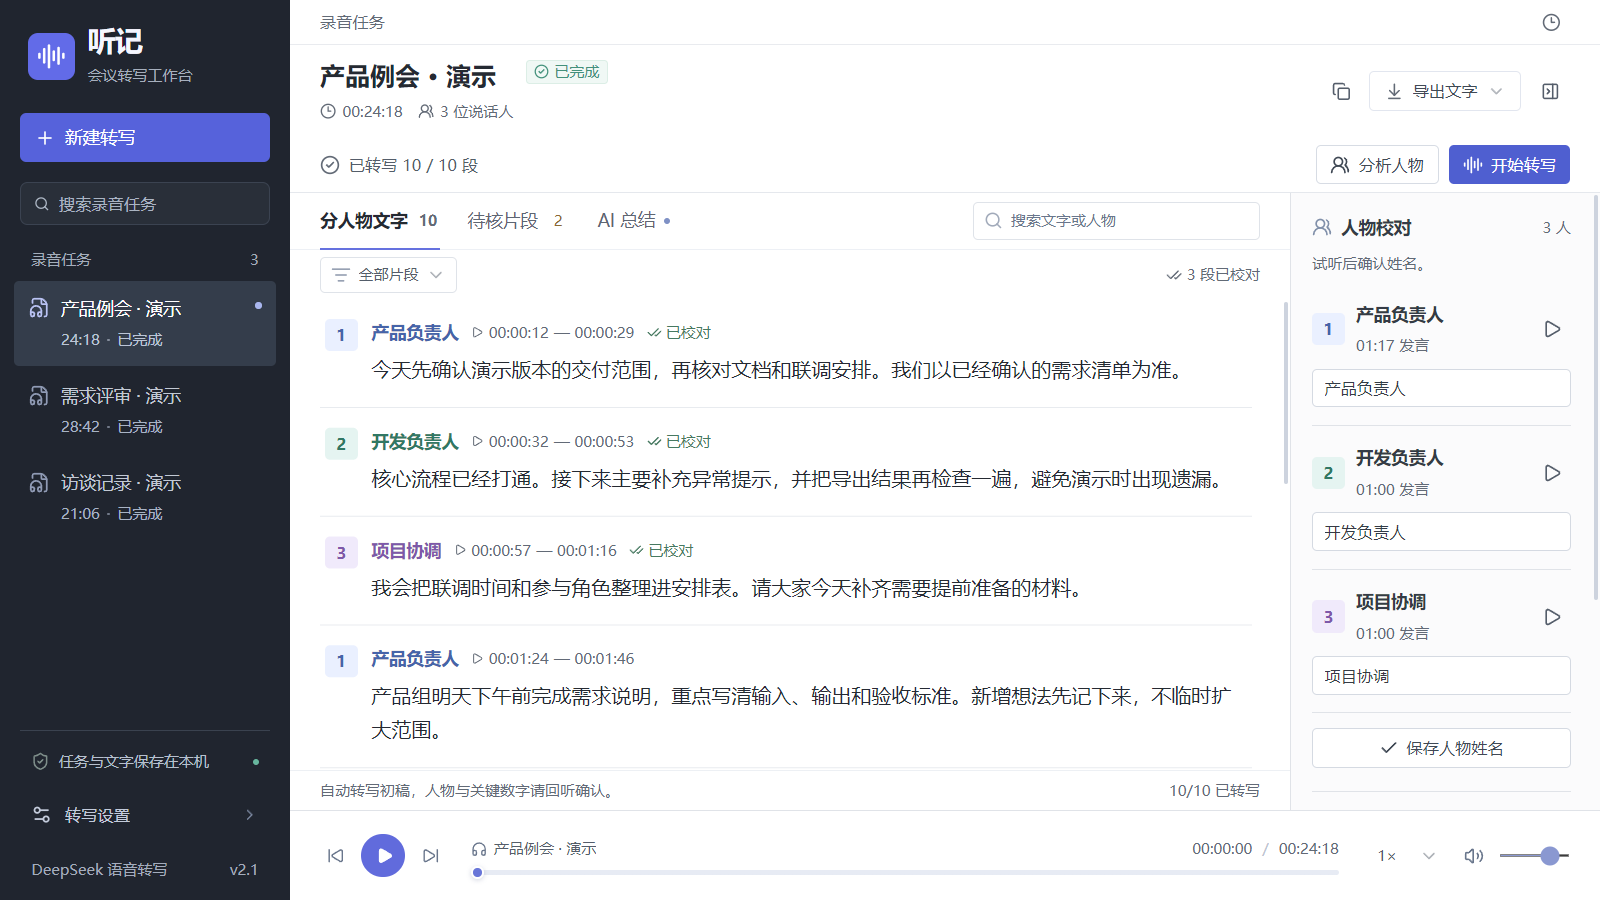 听记
会议转写工作台
新建转写
搜索录音任务
录音任务 3
产品例会 · 演示
24:18 · 已完成
需求评审 · 演示
28:42 · 已完成
访谈记录 · 演示
21:06 · 已完成
任务与文字保存在本机
转写设置
DeepSeek 语音转写 v2.1
录音任务
产品例会 · 演示 已完成
00:24:18 3 位说话人
导出文字
已转写 10 / 10 段
分析人物 开始转写
分人物文字 10 待核片段 2 AI 总结
搜索文字或人物
全部片段 3 段已校对
1 产品负责人 00:00:12 — 00:00:29 已校对
今天先确认演示版本的交付范围，再核对文档和联调安排。我们以已经确认的需求清单为准。
2 开发负责人 00:00:32 — 00:00:53 已校对
核心流程已经打通。接下来主要补充异常提示，并把导出结果再检查一遍，避免演示时出现遗漏。
3 项目协调 00:00:57 — 00:01:16 已校对
我会把联调时间和参与角色整理进安排表。请大家今天补齐需要提前准备的材料。
1 产品负责人 00:01:24 — 00:01:46
产品组明天下午前完成需求说明，重点写清输入、输出和验收标准。新增想法先记下来，不临时扩
大范围。
自动转写初稿，人物与关键数字请回听确认。 10/10 已转写
人物校对 3 人
试听后确认姓名。
1 产品负责人
01:17 发言
产品负责人
2 开发负责人
01:00 发言
开发负责人
3 项目协调
01:00 发言
项目协调
保存人物姓名
产品例会 · 演示 00:00:00 / 00:24:18
1×